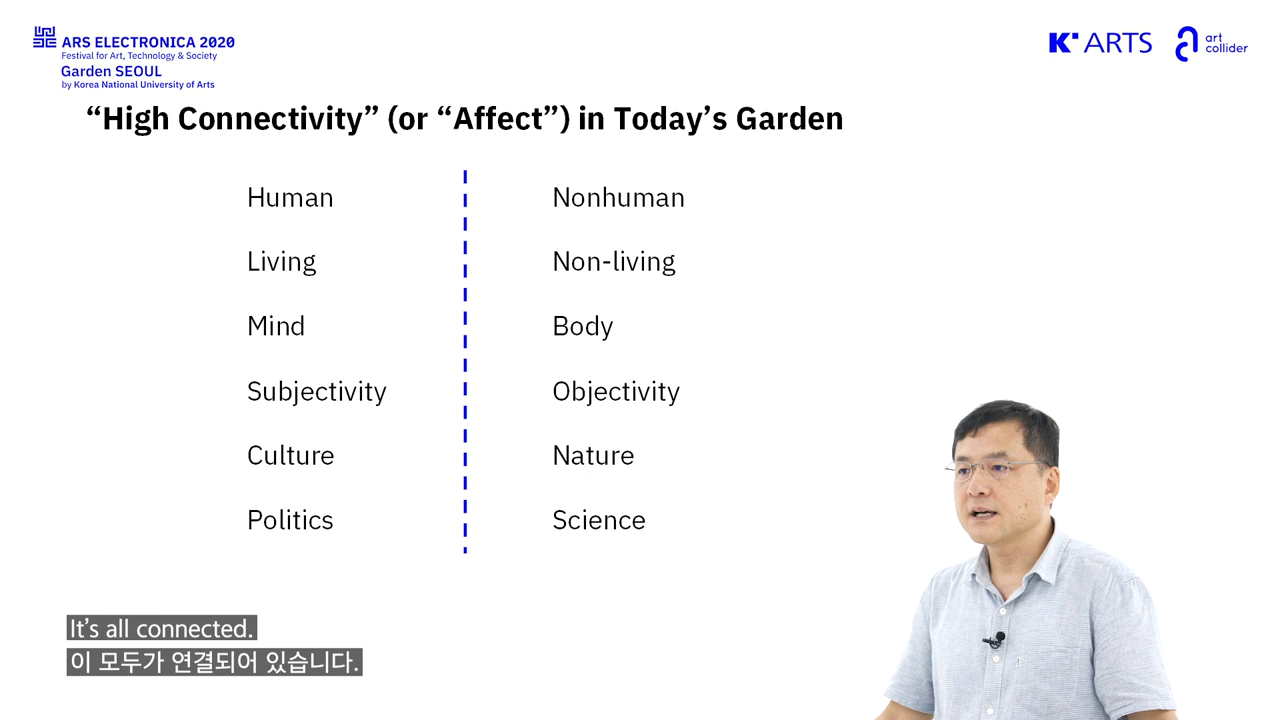 ARS ELECTRONICA 2020
Festival for Art, Technology & Society
Garden SEOUL
by Korea National University of Arts
K' ARTS
art
collider
“High Connectivity” (or “Affect”) in Today’s Garden
Human
Nonhuman
Living
Non-living
Mind
Body
Subjectivity
Objectivity
Culture
Nature
Politics
Science
It’s all connected.
이 모두가 연결되어 있습니다.